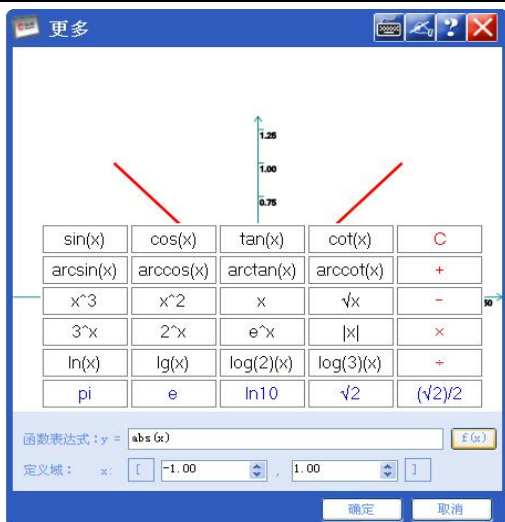 更多
1.25
1.00
0.75
sin(x) cos(x) tan(x) cot(x) C
arcsin(x) arccos(x) arctan(x) arccot(x) +
x^3 x^2 x √x - 50
3^x 2^x e^x |x| ×
ln(x) lg(x) log(2)(x) log(3)(x) ÷
pi e ln10 √2 (√2)/2
函数表达式：y = abs(x) f(x)
定义域： x: [ -1.00 , 1.00 ]
确定 取消